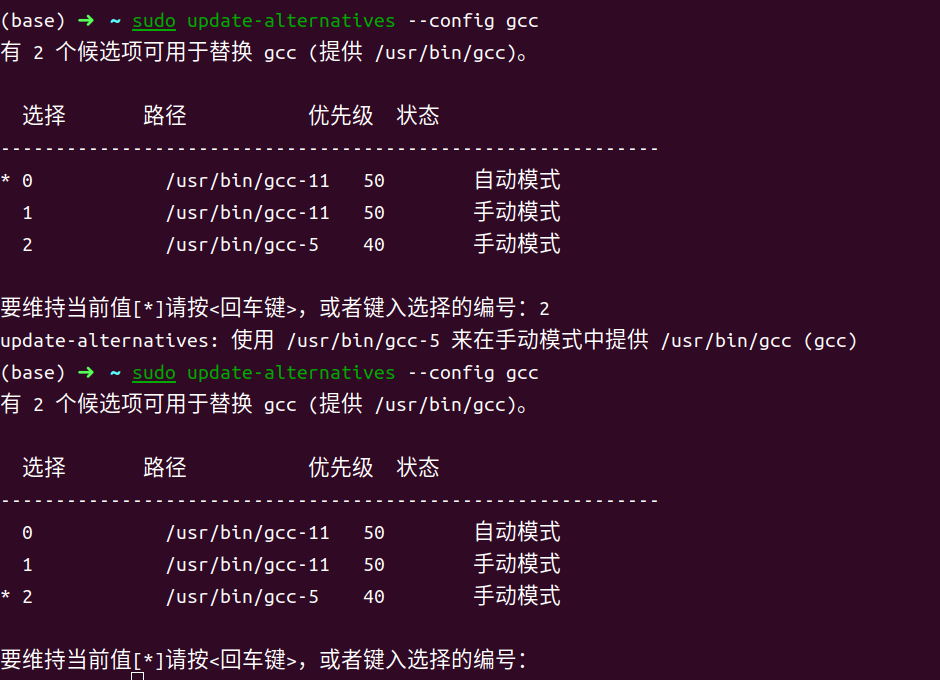 (base) ➜ ~ sudo update-alternatives --config gcc
有 2 个候选项可用于替换 gcc (提供 /usr/bin/gcc)。
选择 路径 优先级 状态
------------------------------------------------------------
* 0 /usr/bin/gcc-11 50 自动模式
1 /usr/bin/gcc-11 50 手动模式
2 /usr/bin/gcc-5 40 手动模式
要维持当前值[*]请按<回车键>，或者键入选择的编号：2
update-alternatives: 使用 /usr/bin/gcc-5 来在手动模式中提供 /usr/bin/gcc (gcc)
(base) ➜ ~ sudo update-alternatives --config gcc
有 2 个候选项可用于替换 gcc (提供 /usr/bin/gcc)。
选择 路径 优先级 状态
------------------------------------------------------------
0 /usr/bin/gcc-11 50 自动模式
1 /usr/bin/gcc-11 50 手动模式
* 2 /usr/bin/gcc-5 40 手动模式
要维持当前值[*]请按<回车键>，或者键入选择的编号：